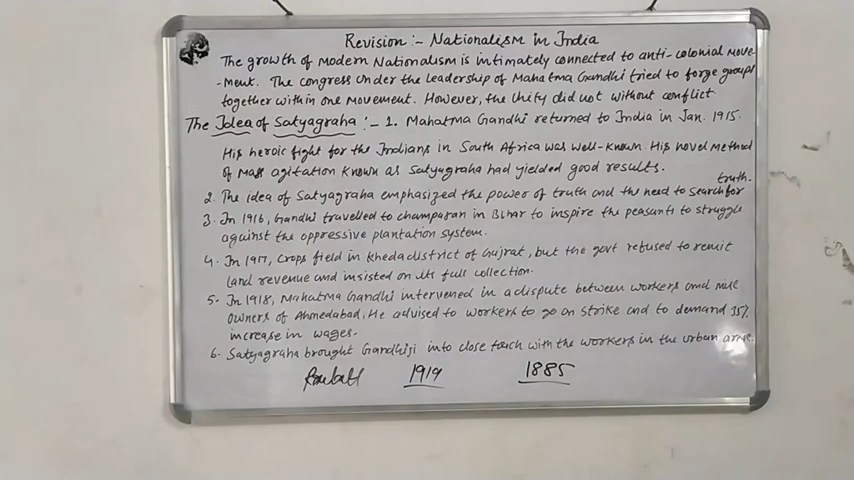 Revision :- Nationalism in India
The growth of Modern Nationalism is intimately connected to anti-colonial move-
-ment. The Congress under the leadership of Mahatma Gandhi tried to forge groups
together within one movement. However, the Unity did not without conflict.
The Idea of Satyagraha :- 1. Mahatma Gandhi returned to India in Jan. 1915.
His heroic fight for the Indians in South Africa was well-known. His novel method
of Mass agitation known as Satyagraha had yielded good results.
2. The idea of Satyagraha emphasized the power of truth and the need to search for
truth.
3. In 1916, Gandhi travelled to champaran in Bihar to inspire the peasants to struggle
against the oppressive plantation system.
4. In 1917, crops field in Kheda district of Gujrat, but the govt refused to remit
land revenue and insisted on its full collection.
5. In 1918, Mahatma Gandhi intervened in a dispute between workers and mill
owners of Ahmedabad, He advised to workers to go on strike and to demand 35%
increase in wages.
6. Satyagraha brought Gandhiji into close touch with the workers in the urban areas.
1919 1885